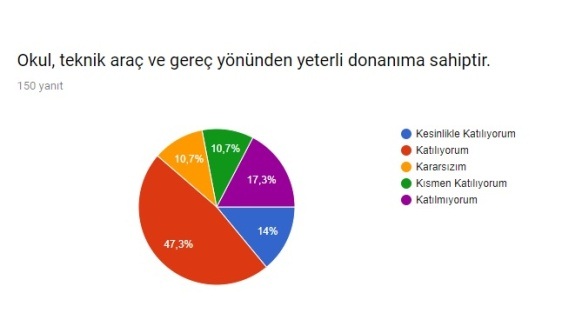 Okul, teknik araç ve gereç yönünden yeterli donanıma sahiptir.
150 yanıt
Kesinlikle Katılıyorum
Katılıyorum
Kararsızım
Kısmen Katılıyorum
Katılmıyorum
10,7%
10,7%
17,3%
14%
47,3%